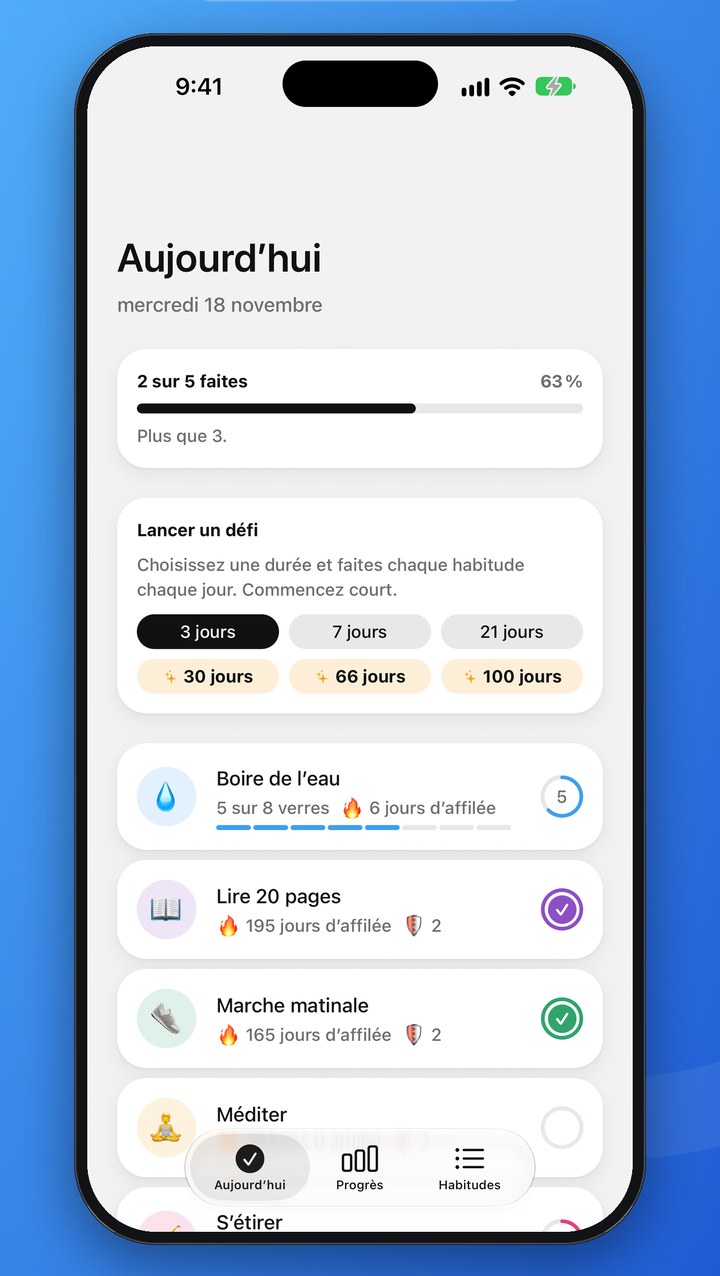 9:41
Aujourd’hui
mercredi 18 novembre
2 sur 5 faites
63 %
Plus que 3.
Lancer un défi
Choisissez une durée et faites chaque habitude
chaque jour. Commencez court.
3 jours
7 jours
21 jours
30 jours
66 jours
100 jours
Boire de l’eau
5 sur 8 verres 🔥 6 jours d’affilée
5
Lire 20 pages
🔥 195 jours d’affilée 2
Marche matinale
🔥 165 jours d’affilée 2
Méditer
S’étirer
Aujourd’hui
Progrès
Habitudes